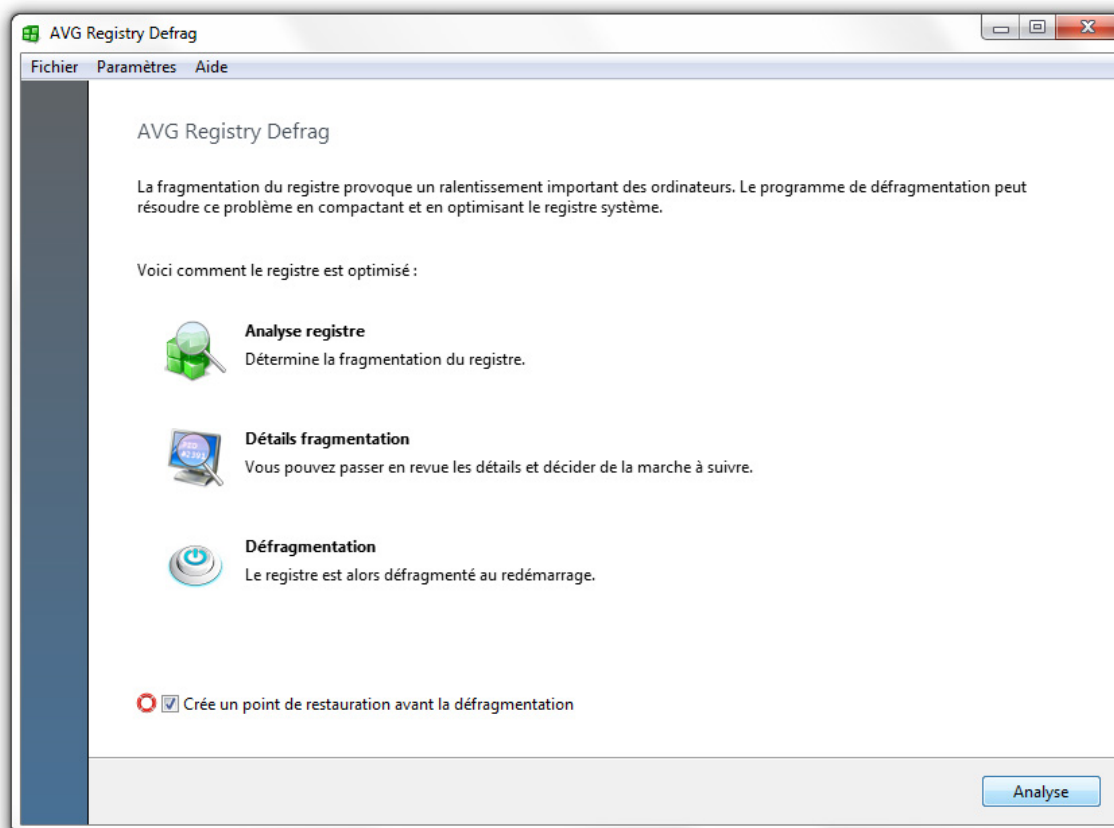 AVG Registry Defrag
Fichier Paramètres Aide
AVG Registry Defrag
La fragmentation du registre provoque un ralentissement important des ordinateurs. Le programme de défragmentation peut
résoudre ce problème en compactant et en optimisant le registre système.
Voici comment le registre est optimisé :
Analyse registre
Détermine la fragmentation du registre.
Détails fragmentation
Vous pouvez passer en revue les détails et décider de la marche à suivre.
Défragmentation
Le registre est alors défragmenté au redémarrage.
Crée un point de restauration avant la défragmentation
Analyse